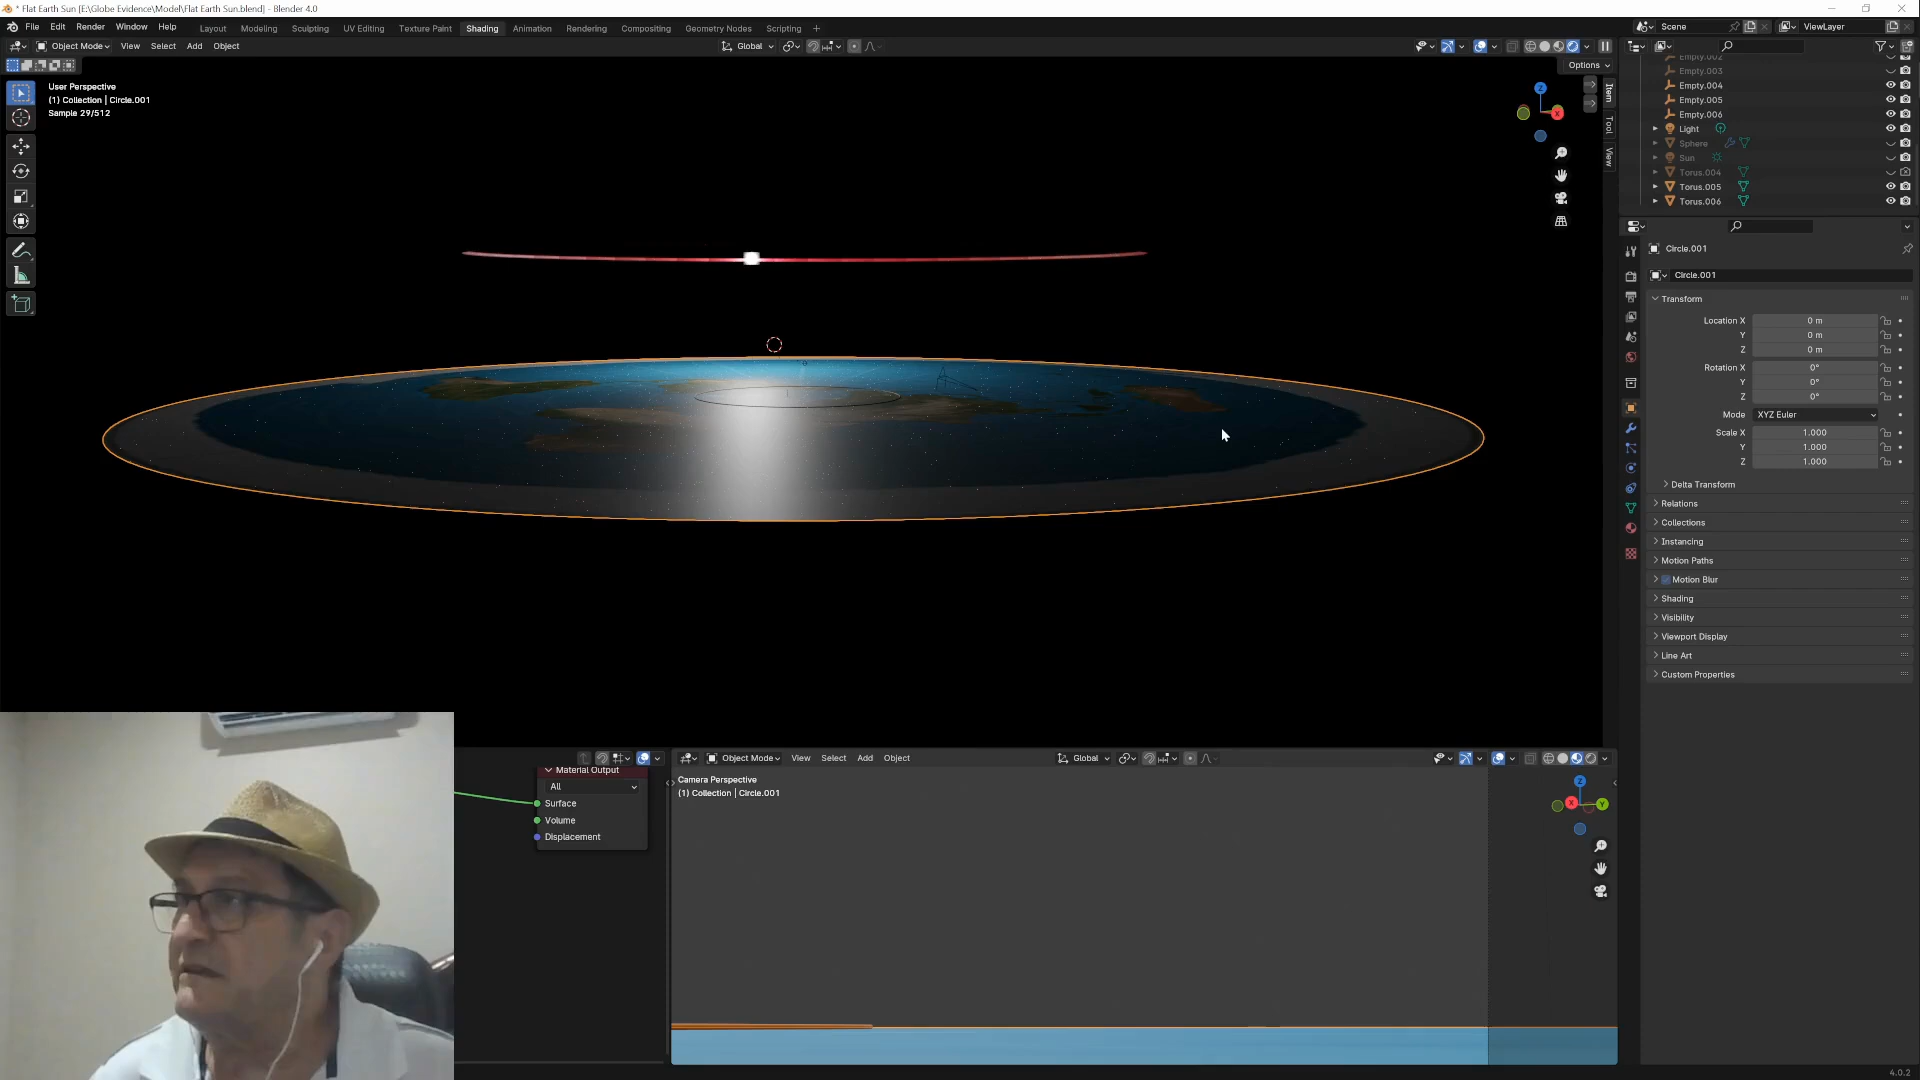 * Flat Earth Sun [E:\Globe Evidence\Model\Flat Earth Sun.blend] - Blender 4.0
File Edit Render Window Help
Layout Modeling Sculpting UV Editing Texture Paint Shading Animation Rendering Compositing Geometry Nodes Scripting +
Scene
ViewLayer
Object Mode View Select Add Object
Global
Options
User Perspective
(1) Collection | Circle.001
Sample 29/512
Z
X
Item
Tool
View
Empty.002
Empty.003
Empty.004
Empty.005
Empty.006
Light
Sphere
Sun
Torus.004
Torus.005
Torus.006
Circle.001
Circle.001
Transform
Location X 0 m
Y 0 m
Z 0 m
Rotation X 0°
Y 0°
Z 0°
Mode XYZ Euler
Scale X 1.000
Y 1.000
Z 1.000
Delta Transform
Relations
Collections
Instancing
Motion Paths
Motion Blur
Shading
Visibility
Viewport Display
Line Art
Custom Properties
Material Output
All
Surface
Volume
Displacement
Object Mode View Select Add Object
Global
Camera Perspective
(1) Collection | Circle.001
Z
X
Y
4.0.2